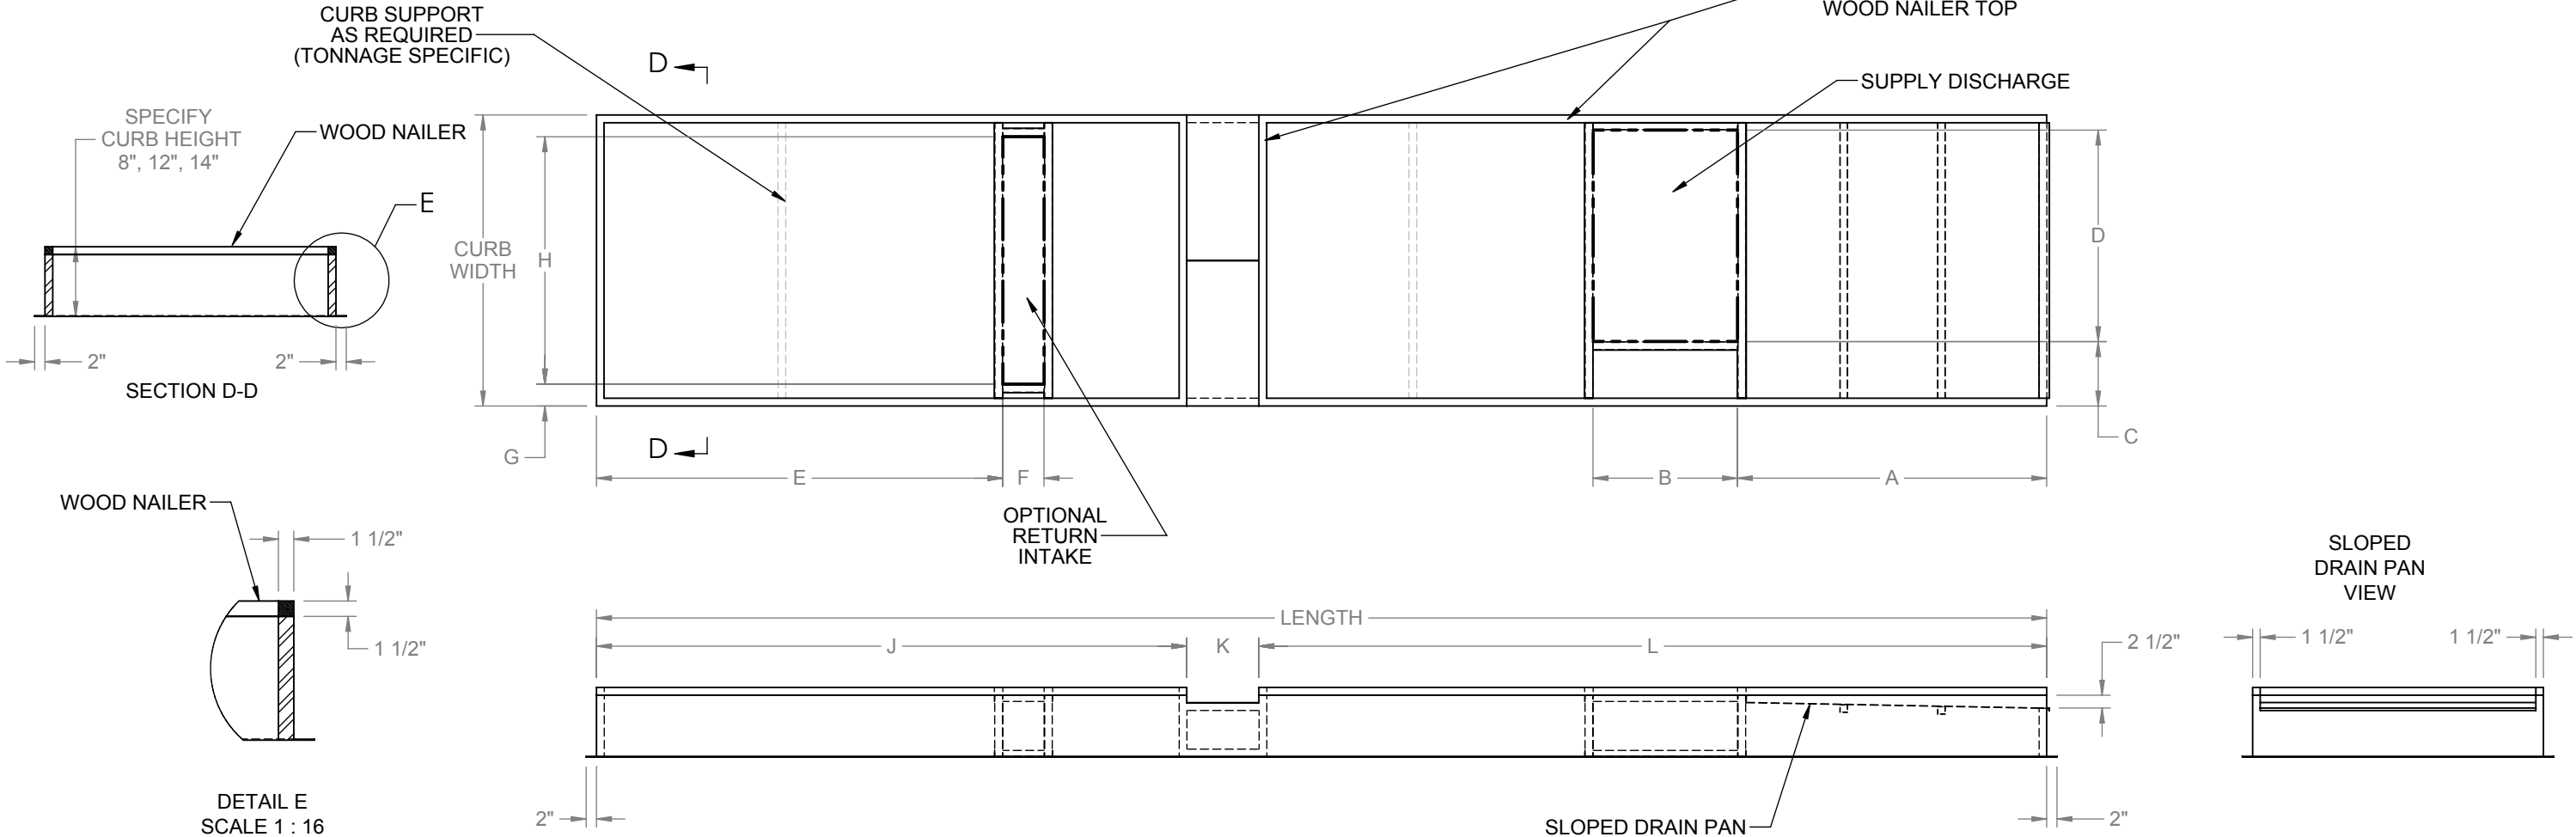 CURB SUPPORT
AS REQUIRED
(TONNAGE SPECIFIC)
WOOD NAILER TOP
D
SUPPLY DISCHARGE
SPECIFY
CURB HEIGHT
8", 12", 14"
WOOD NAILER
E
CURB
WIDTH
H
D
2"
2"
SECTION D-D
G
D
C
E
F
B
A
WOOD NAILER
1 1/2"
1 1/2"
OPTIONAL
RETURN
INTAKE
SLOPED
DRAIN PAN
VIEW
LENGTH
J
K
L
2 1/2"
1 1/2"
1 1/2"
DETAIL E
SCALE 1 : 16
2"
SLOPED DRAIN PAN
2"